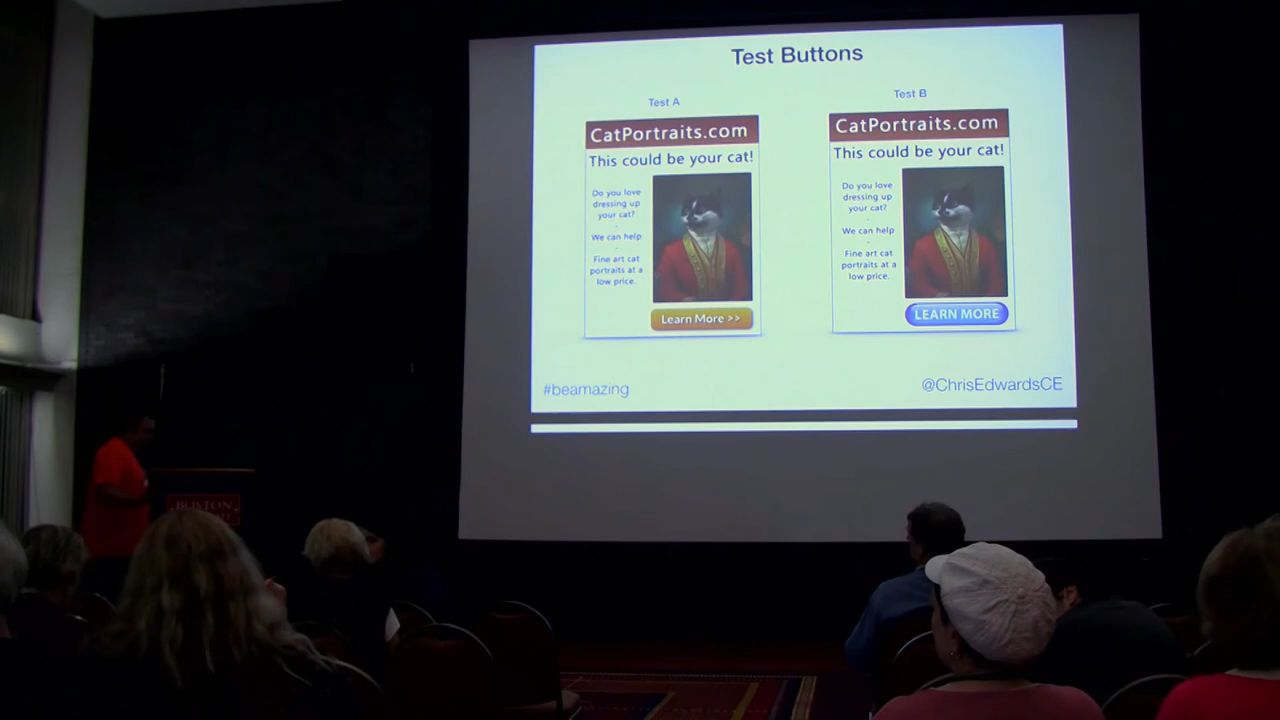 Test Buttons
Test A
CatPortraits.com
This could be your cat!
Do you love
dressing up
your cat?
-
We can help
-
Fine art cat
portraits at a
low price.
Learn More >>
Test B
CatPortraits.com
This could be your cat!
Do you love
dressing up
your cat?
-
We can help
-
Fine art cat
portraits at a
low price.
LEARN MORE
#beamazing
@ChrisEdwardsCE
BOSTON